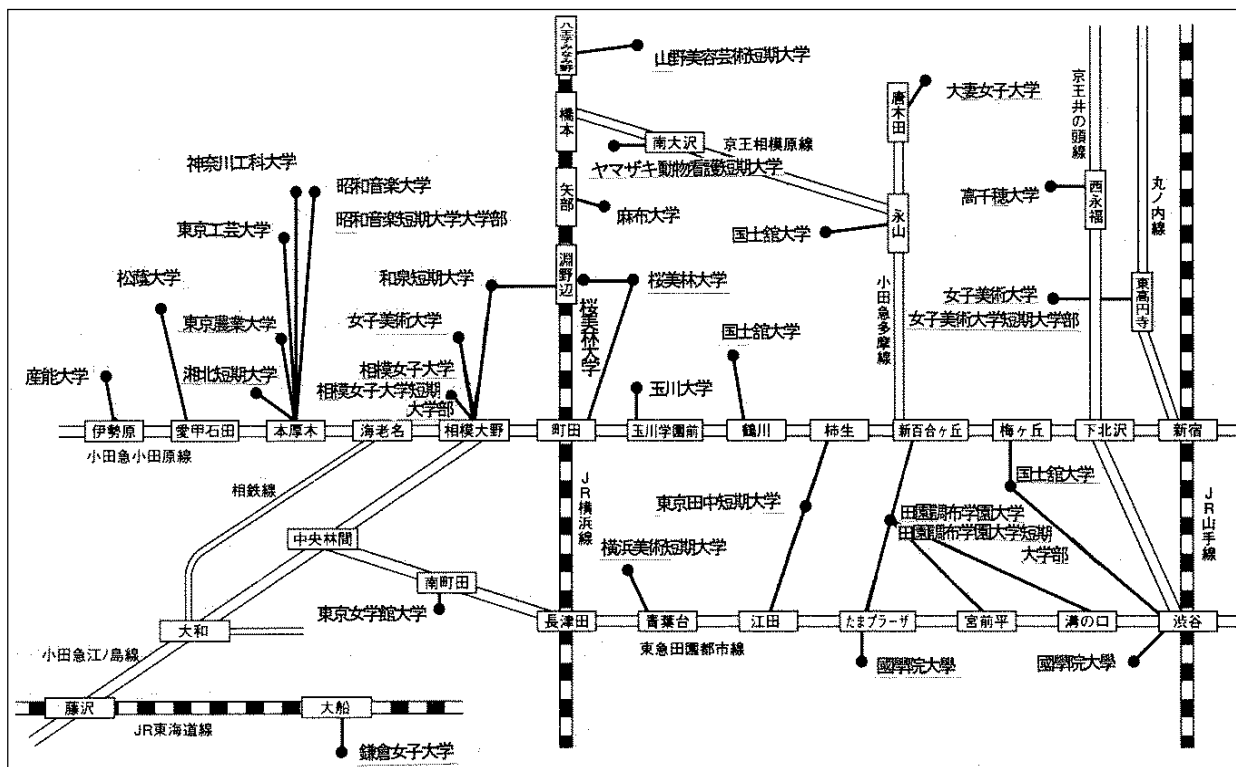 八王子みなみ野
山野美容芸術短期大学
橋本
南大沢
京王相模原線
ヤマザキ動物看護短期大学
唐木田
大妻女子大学
京王井の頭線
丸ノ内線
神奈川工科大学
昭和音楽大学
昭和音楽短期大学大学部
東京工芸大学
矢部
麻布大学
国士舘大学
永山
高千穂大学
西永福
松蔭大学
和泉短期大学
淵野辺
桜美林大学
桜美林大学
小田急多摩線
女子美術大学
女子美術大学短期大学部
東高円寺
東京農業大学
女子美術大学
国士舘大学
産能大学
湘北短期大学
相模女子大学
相模女子大学短期
大学部
玉川大学
伊勢原
愛甲石田
本厚木
海老名
相模大野
町田
玉川学園前
鶴川
柿生
新百合ヶ丘
梅ヶ丘
下北沢
新宿
小田急小田原線
相鉄線
JR横浜線
国士舘大学
JR山手線
東京田中短期大学
田園調布学園大学
田園調布学園大学短期
大学部
中央林間
横浜美術短期大学
南町田
東京女学館大学
大和
長津田
青葉台
江田
たまプラーザ
宮前平
溝の口
渋谷
小田急江ノ島線
東急田園都市線
國學院大學
國學院大學
藤沢
大船
JR東海道線
鎌倉女子大学